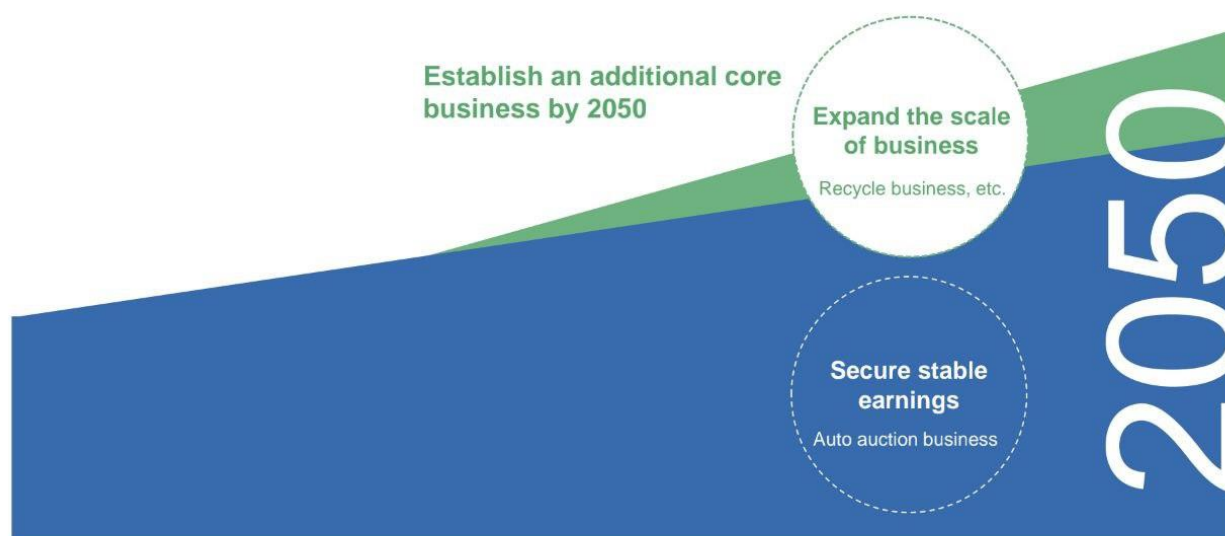 Establish an additional core
business by 2050
Expand the scale
of business
Recycle business, etc.
Secure stable
earnings
Auto auction business
2050